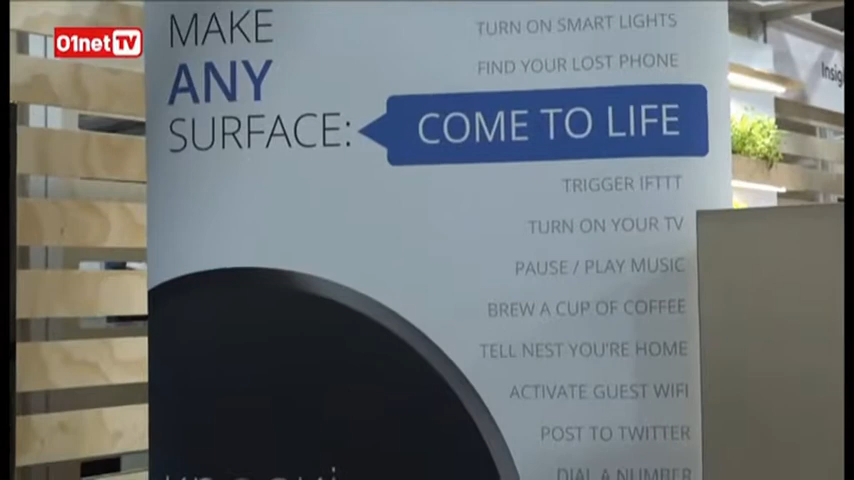 01netTV
MAKE
ANY
SURFACE:
TURN ON SMART LIGHTS
FIND YOUR LOST PHONE
COME TO LIFE
TRIGGER IFTTT
TURN ON YOUR TV
PAUSE / PLAY MUSIC
BREW A CUP OF COFFEE
TELL NEST YOU'RE HOME
ACTIVATE GUEST WIFI
POST TO TWITTER
DIAL A NUMBER